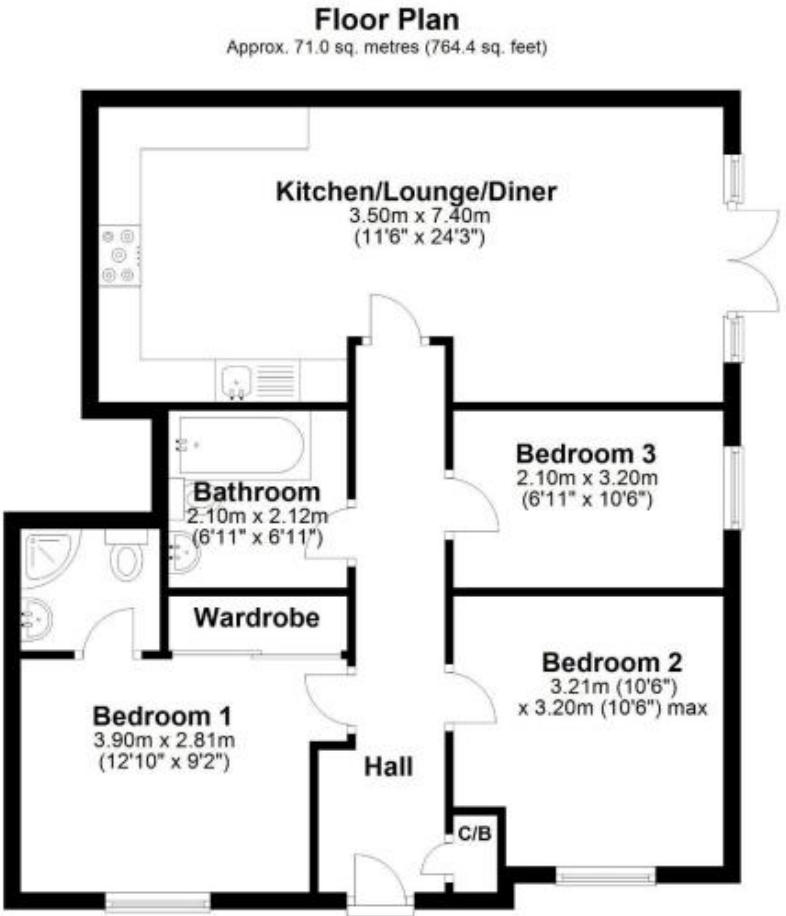 Floor Plan
Approx. 71.0 sq. metres (764.4 sq. feet)
Kitchen/Lounge/Diner
3.50m x 7.40m
(11'6" x 24'3")
Bedroom 3
2.10m x 3.20m
(6'11" x 10'6")
Bathroom
2.10m x 2.12m
(6'11" x 6'11")
Wardrobe
Bedroom 2
3.21m (10'6")
x 3.20m (10'6") max
Bedroom 1
3.90m x 2.81m
(12'10" x 9'2")
Hall
C/B